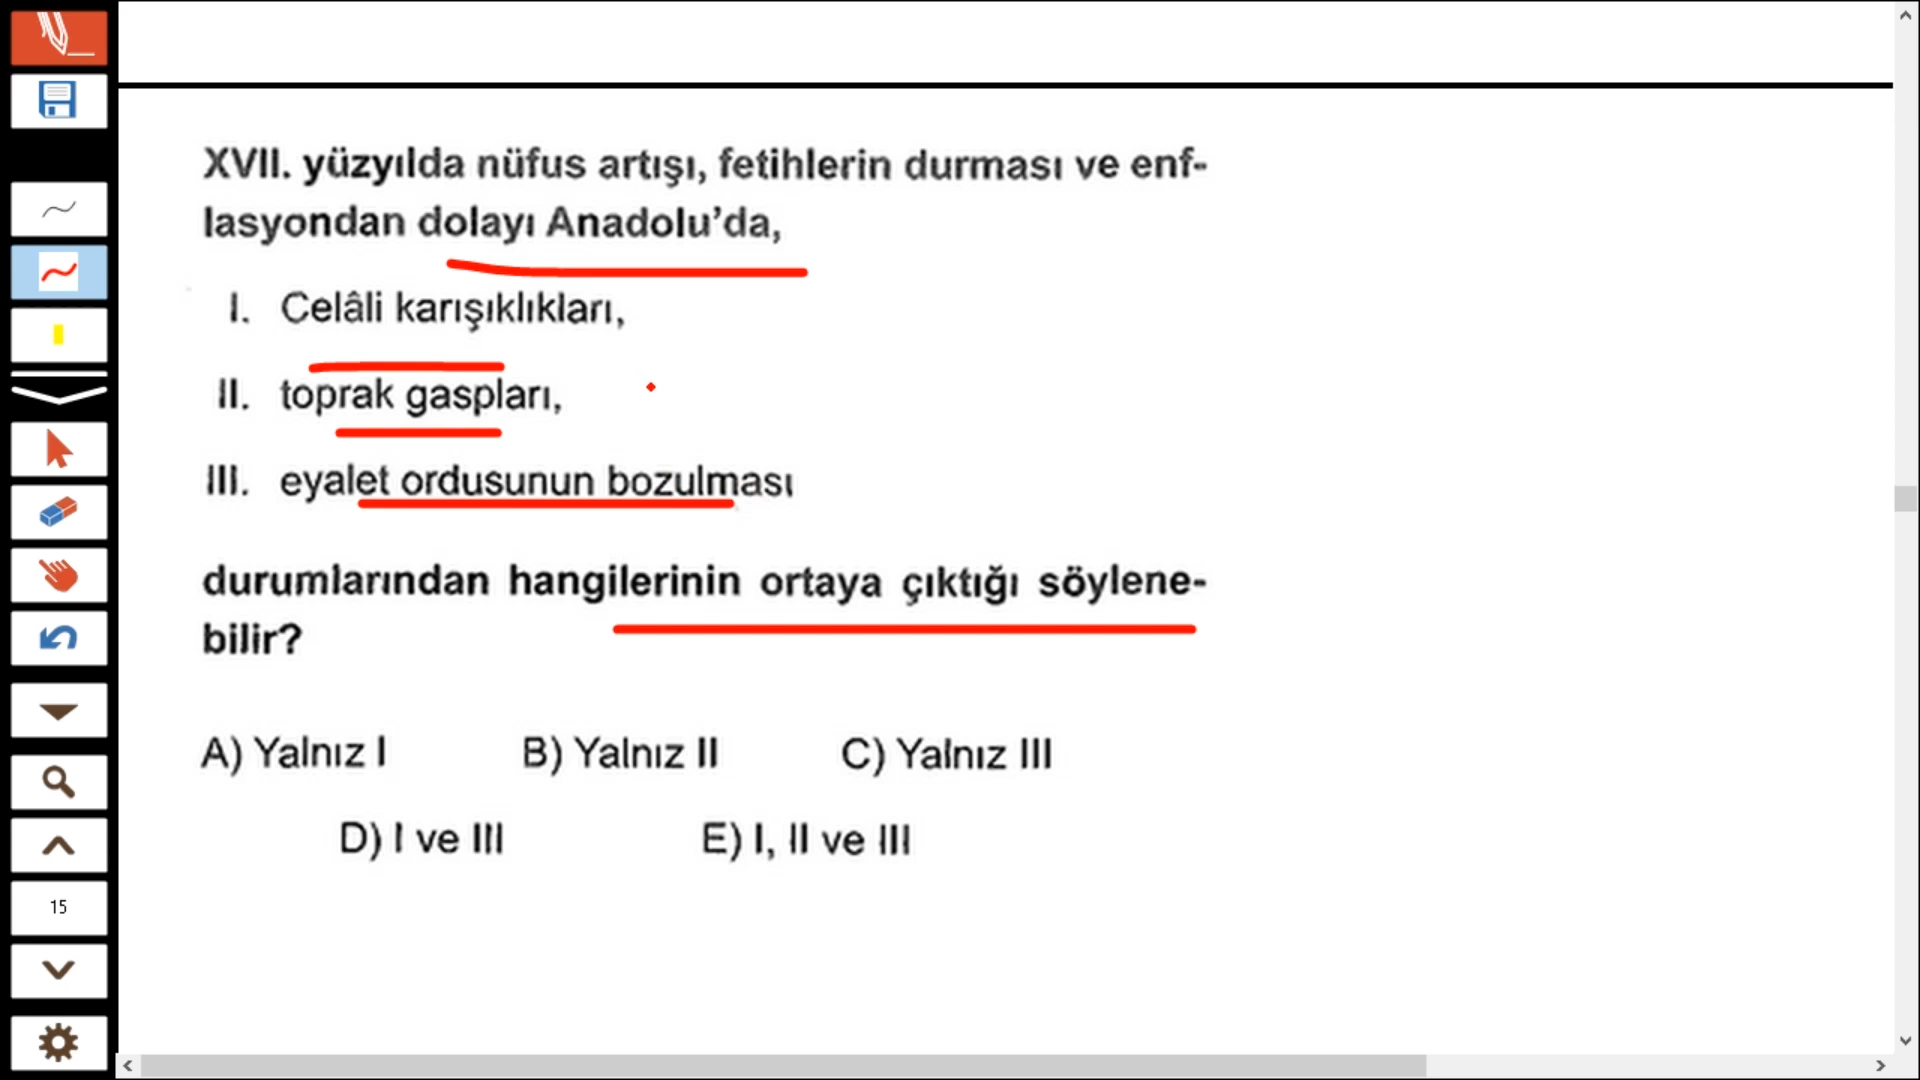 XVII. yüzyılda nüfus artışı, fetihlerin durması ve enf-
lasyondan dolayı Anadolu’da,
I. Celâli karışıklıkları,
II. toprak gaspları,
III. eyalet ordusunun bozulması
durumlarından hangilerinin ortaya çıktığı söylene-
bilir?
A) Yalnız I B) Yalnız II C) Yalnız III
D) I ve III E) I, II ve III
15